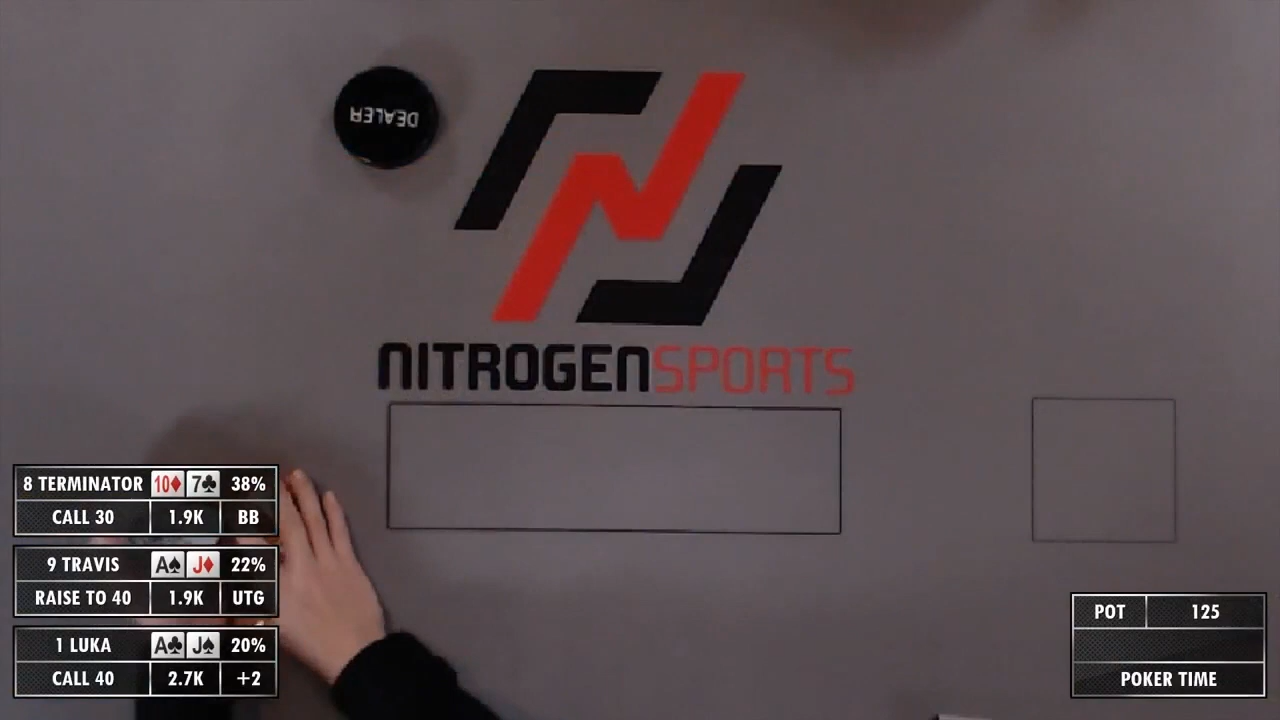 DEALER
NITROGENSPORTS
8 TERMINATOR 10♦ 7♣ 38%
CALL 30 1.9K BB
9 TRAVIS A♠ J♦ 22%
RAISE TO 40 1.9K UTG
1 LUKA A♣ J♠ 20%
CALL 40 2.7K +2
POT 125
POKER TIME